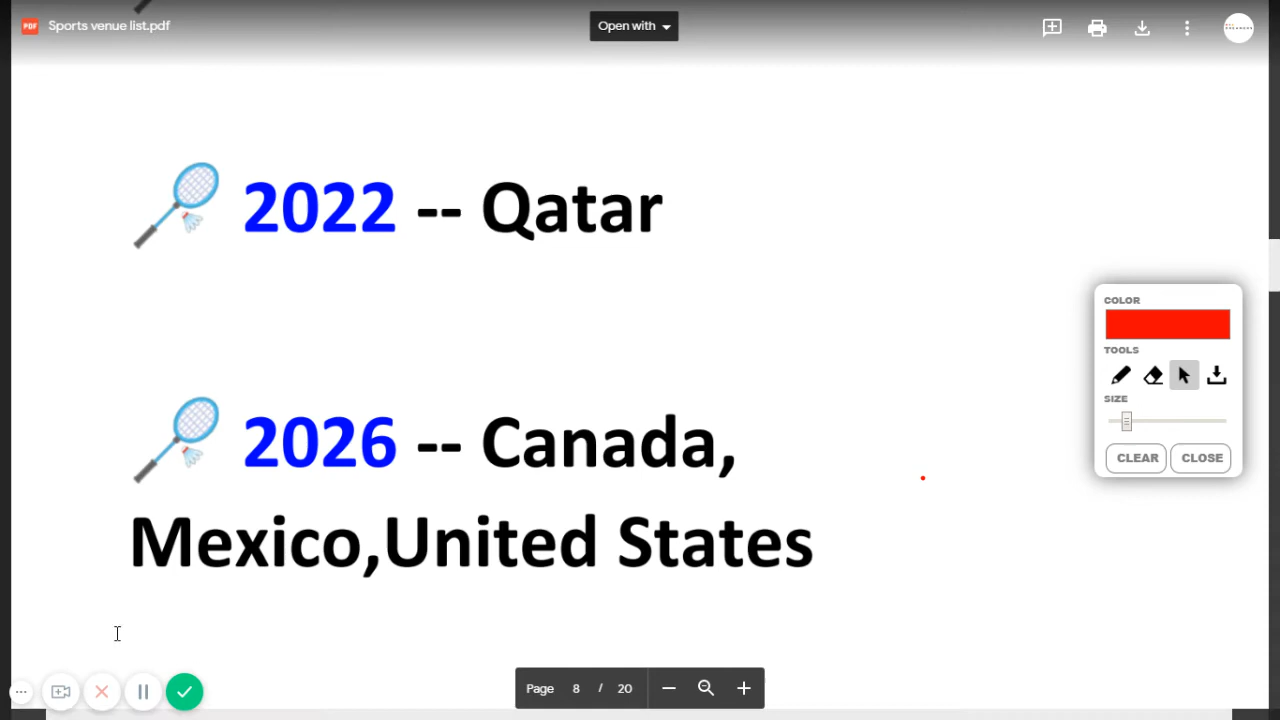 Sports venue list.pdf
Open with
2022 -- Qatar
COLOR
TOOLS
SIZE
CLEAR CLOSE
2026 -- Canada,
Mexico,United States
Page 8 / 20